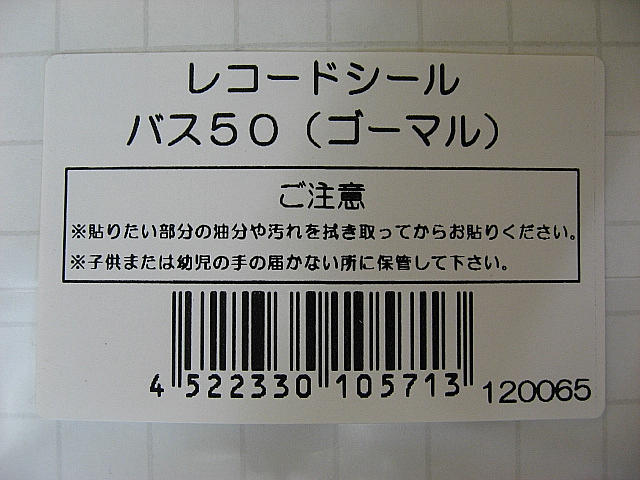 レコードシール
バス50（ゴーマル）
ご注意
※貼りたい部分の油分や汚れを拭き取ってからお貼りください。
※子供または幼児の手の届かない所に保管して下さい。
4 522330 105713 120065